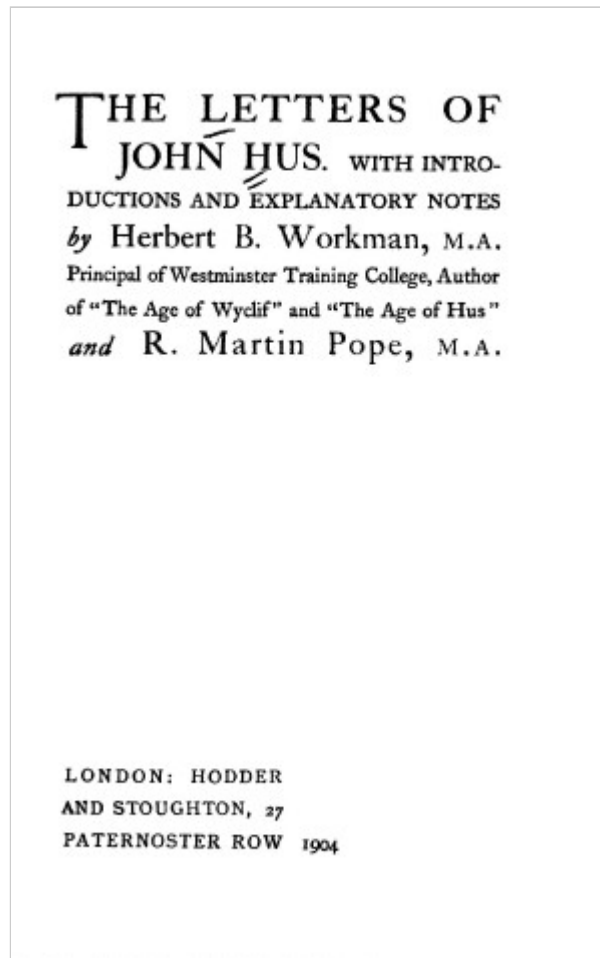 THE LETTERS OF
JOHN HUS. WITH INTRO-
DUCTIONS AND EXPLANATORY NOTES
by Herbert B. Workman, M.A.
Principal of Westminster Training College, Author
of "The Age of Wyclif" and "The Age of Hus"
and R. Martin Pope, M.A.
LONDON: HODDER
AND STOUGHTON, 27
PATERNOSTER ROW 1904